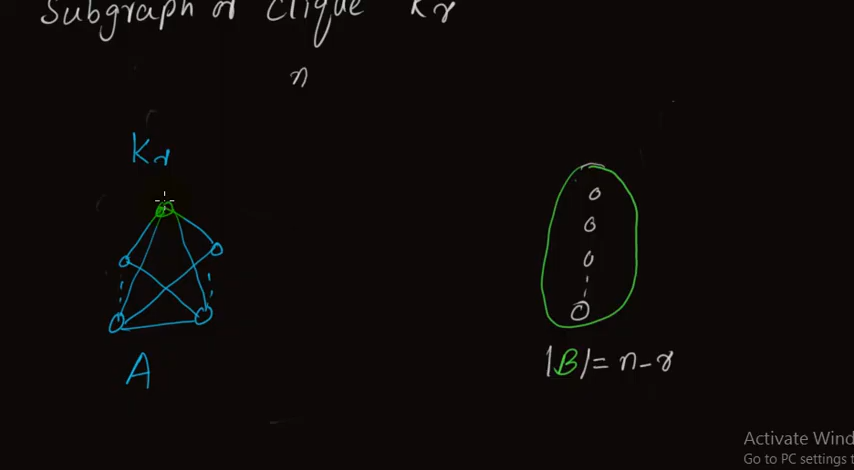 Subgraph of Clique Kr
n
Kr
A
|B| = n-r
Activate Wind
Go to PC settings t